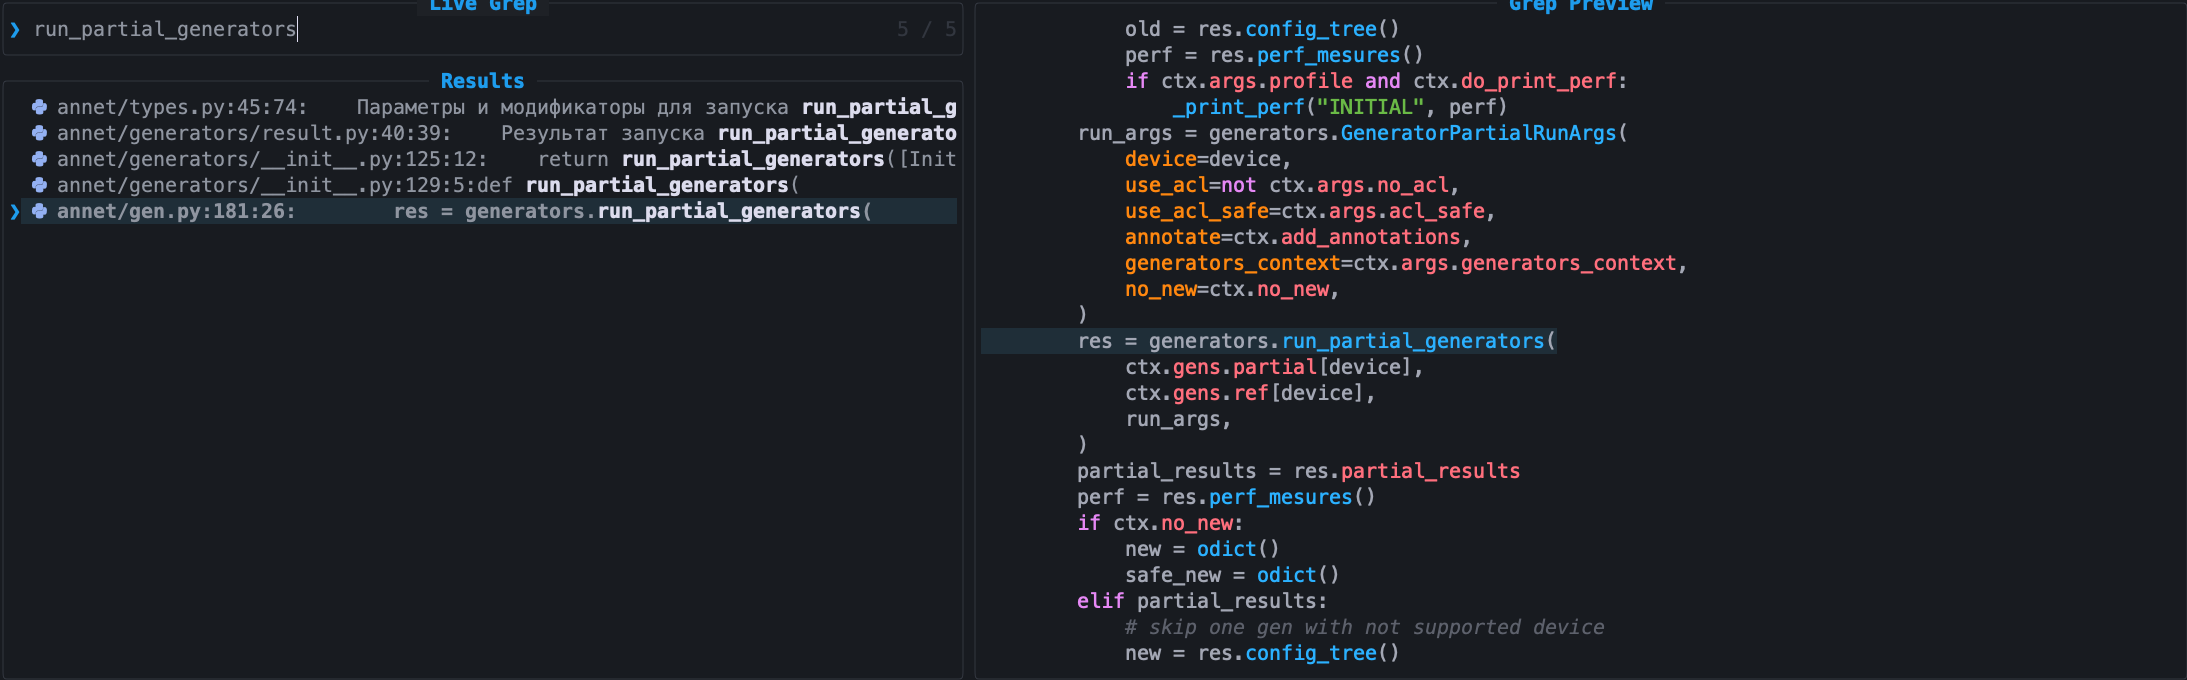 Live Grep
❯ run_partial_generators
5 / 5
Results
annet/types.py:45:74:    Параметры и модификаторы для запуска run_partial_g
annet/generators/result.py:40:39:    Результат запуска run_partial_generato
annet/generators/__init__.py:125:12:    return run_partial_generators([Init
annet/generators/__init__.py:129:5:def run_partial_generators(
❯ annet/gen.py:181:26:        res = generators.run_partial_generators(
Grep Preview
            old = res.config_tree()
            perf = res.perf_mesures()
            if ctx.args.profile and ctx.do_print_perf:
                _print_perf("INITIAL", perf)
        run_args = generators.GeneratorPartialRunArgs(
            device=device,
            use_acl=not ctx.args.no_acl,
            use_acl_safe=ctx.args.acl_safe,
            annotate=ctx.add_annotations,
            generators_context=ctx.args.generators_context,
            no_new=ctx.no_new,
        )
        res = generators.run_partial_generators(
            ctx.gens.partial[device],
            ctx.gens.ref[device],
            run_args,
        )
        partial_results = res.partial_results
        perf = res.perf_mesures()
        if ctx.no_new:
            new = odict()
            safe_new = odict()
        elif partial_results:
            # skip one gen with not supported device
            new = res.config_tree()